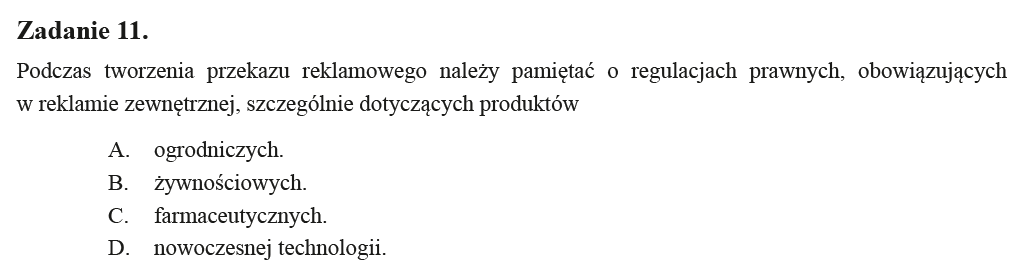 Zadanie 11.
Podczas tworzenia przekazu reklamowego należy pamiętać o regulacjach prawnych, obowiązujących
w reklamie zewnętrznej, szczególnie dotyczących produktów
A. ogrodniczych.
B. żywnościowych.
C. farmaceutycznych.
D. nowoczesnej technologii.